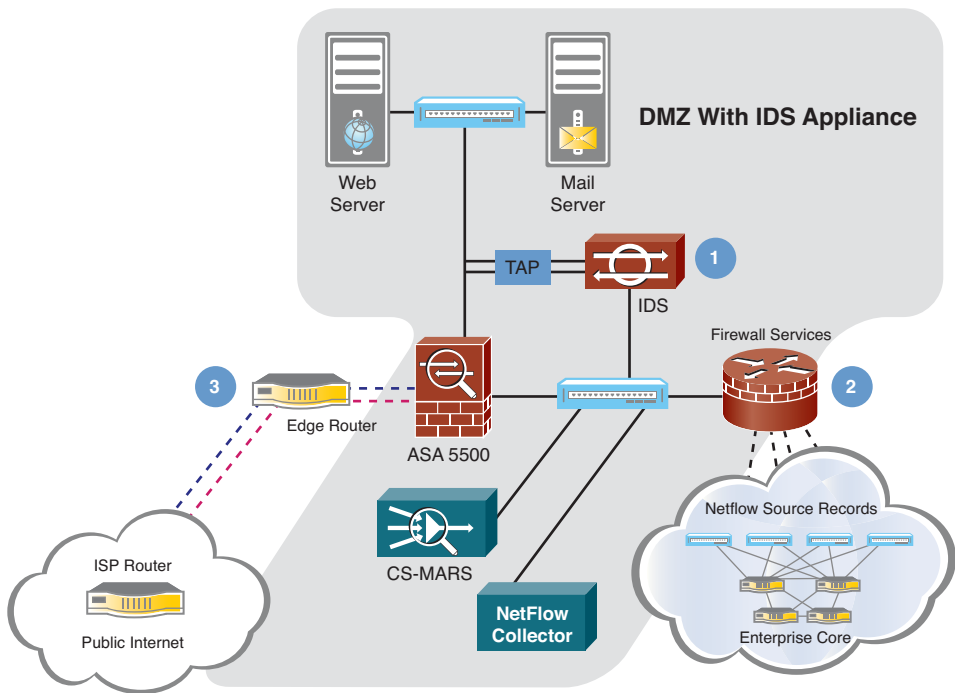 DMZ With IDS Appliance
Web
Server
Mail
Server
TAP
1
IDS
Firewall Services
3
2
Edge Router
ASA 5500
CS-MARS
NetFlow
Collector
ISP Router
Public Internet
Netflow Source Records
Enterprise Core